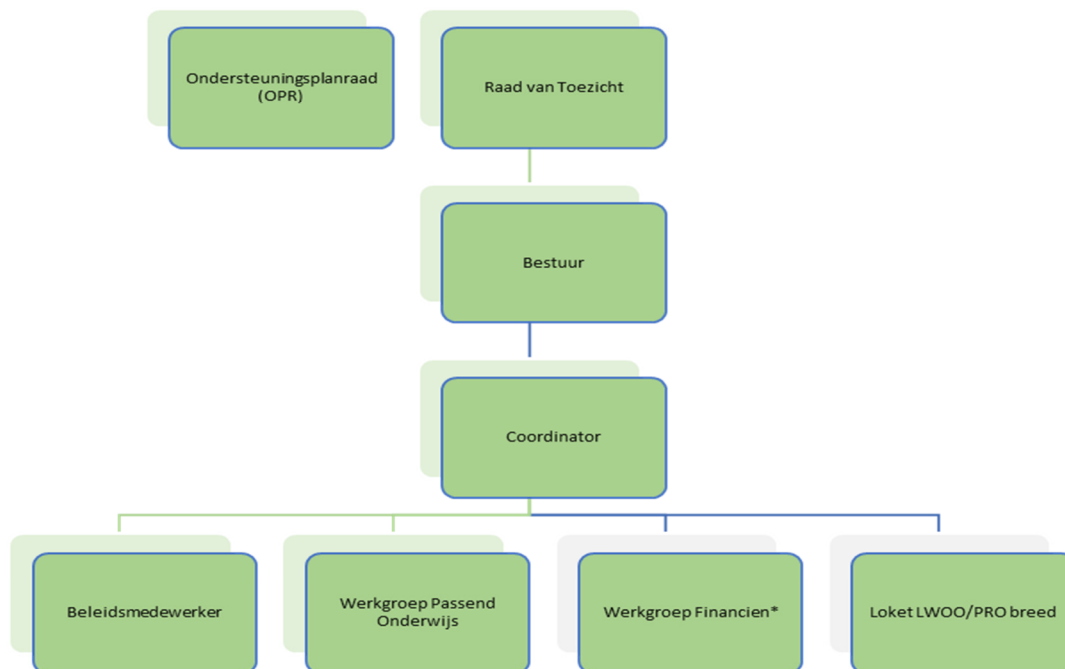 Ondersteuningsplanraad
(OPR)
Raad van Toezicht
Bestuur
Coordinator
Beleidsmedewerker
Werkgroep Passend
Onderwijs
Werkgroep Financien*
Loket LWOO/PRO breed